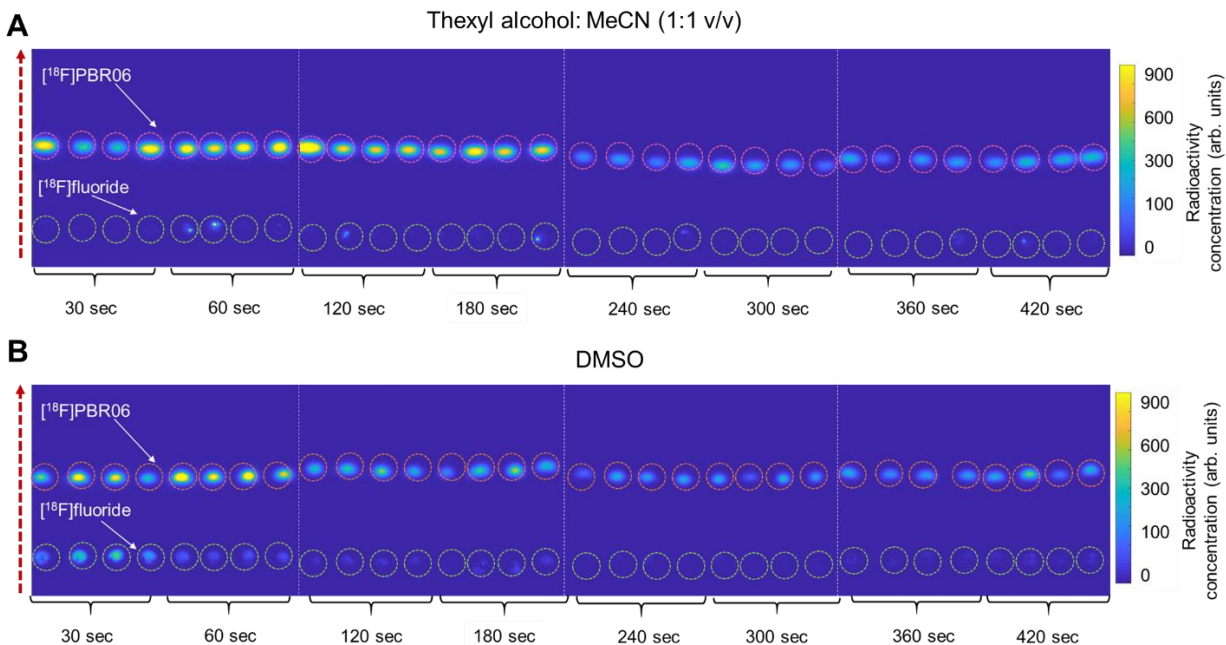 A
Thexyl alcohol: MeCN (1:1 v/v)
[¹⁸F]PBR06
[¹⁸F]fluoride
900
600
300
100
0
Radioactivity
concentration (arb. units)
30 sec
60 sec
120 sec
180 sec
240 sec
300 sec
360 sec
420 sec
B
DMSO
[¹⁸F]PBR06
[¹⁸F]fluoride
900
600
300
100
0
Radioactivity
concentration (arb. units)
30 sec
60 sec
120 sec
180 sec
240 sec
300 sec
360 sec
420 sec